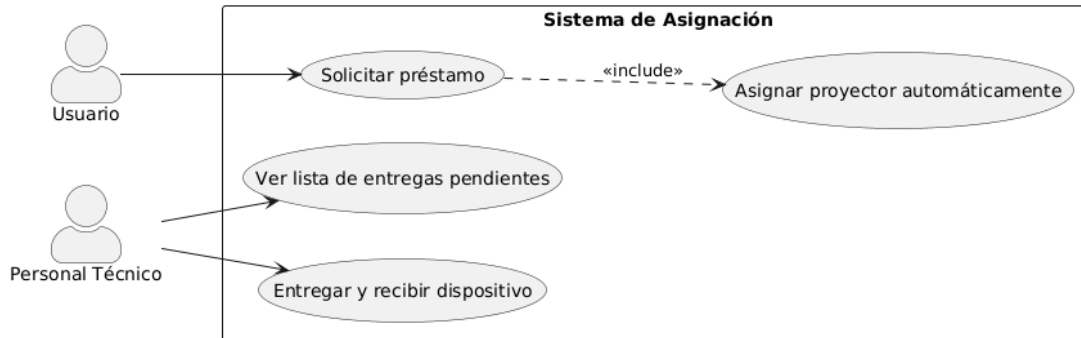 Sistema de Asignación
Usuario
Solicitar préstamo
«include»
Asignar proyector automáticamente
Ver lista de entregas pendientes
Personal Técnico
Entregar y recibir dispositivo